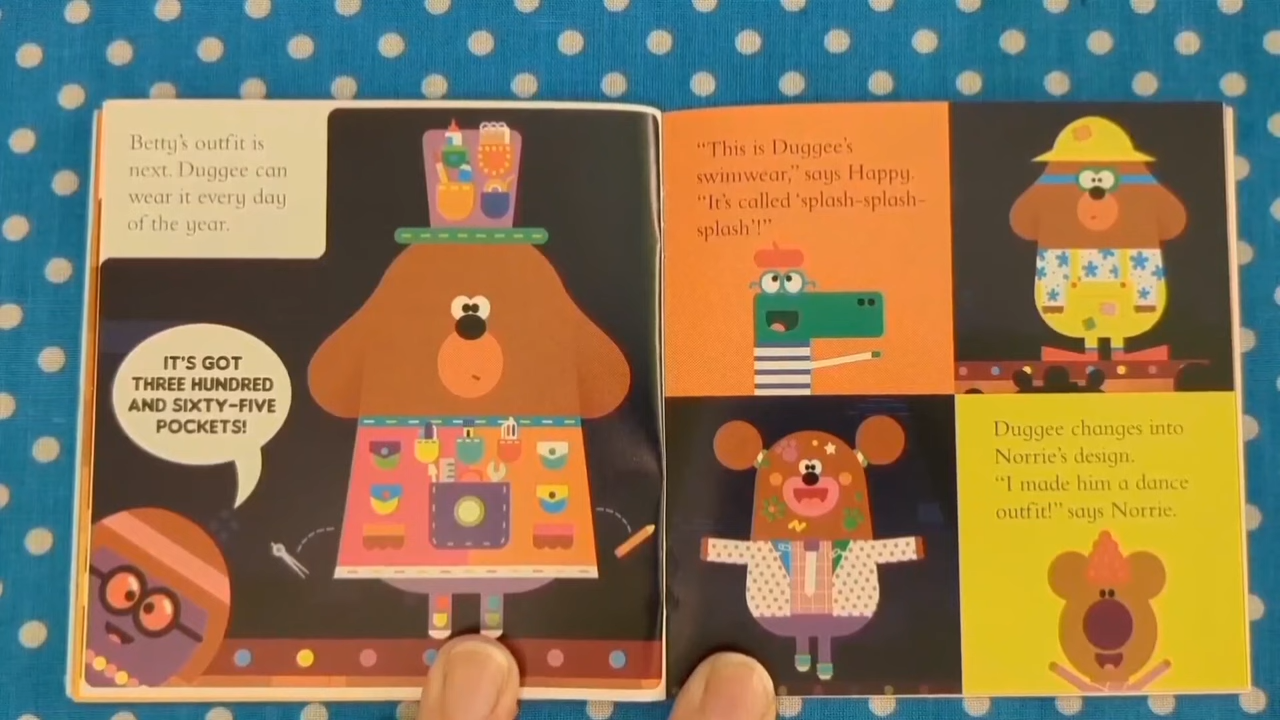 Betty's outfit is
next. Duggee can
wear it every day
of the year.
IT'S GOT
THREE HUNDRED
AND SIXTY-FIVE
POCKETS!
“This is Duggee's
swimwear,” says Happy.
“It's called ‘splash-splash-
splash’!”
Duggee changes into
Norrie's design.
“I made him a dance
outfit!” says Norrie.